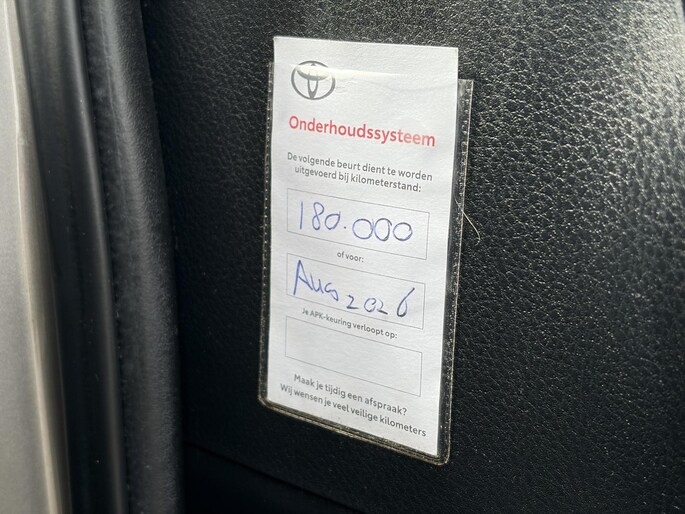 Onderhoudssysteem
De volgende beurt dient te worden
uitgevoerd bij kilometerstand:
180.000
of voor:
Aug 2026
Je APK-keuring verloopt op:
Maak je tijdig een afspraak?
Wij wensen je veel veilige kilometers